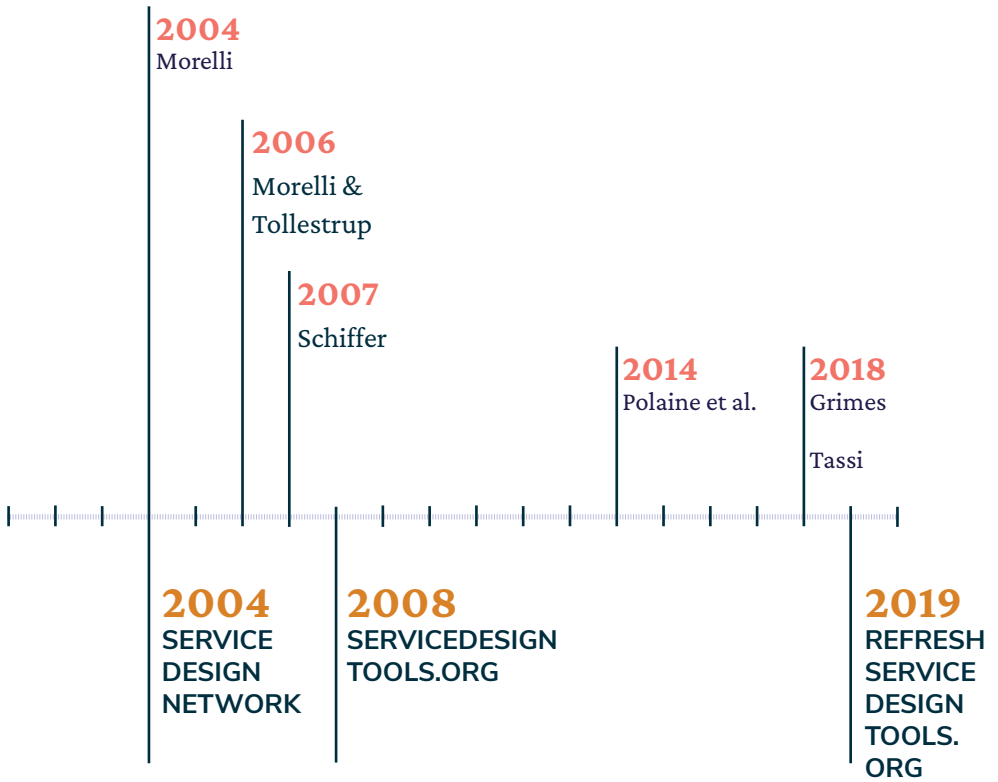 2004
Morelli
2006
Morelli &
Tollestrup
2007
Schiffer
2014
Polaine et al.
2018
Grimes
Tassi
2004
SERVICE
DESIGN
NETWORK
2008
SERVICEDESIGN
TOOLS.ORG
2019
REFRESH
SERVICE
DESIGN
TOOLS.
ORG